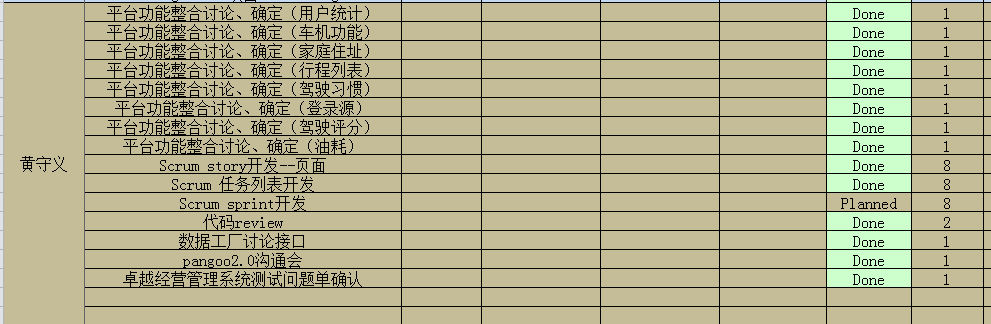 平台功能整合讨论、确定（用户统计） Done 1
平台功能整合讨论、确定（车机功能） Done 1
平台功能整合讨论、确定（家庭住址） Done 1
平台功能整合讨论、确定（行程列表） Done 1
平台功能整合讨论、确定（驾驶习惯） Done 1
平台功能整合讨论、确定（登录源） Done 1
平台功能整合讨论、确定（驾驶评分） Done 1
平台功能整合讨论、确定（油耗） Done 1
黄守义 Scrum story开发--页面 Done 8
Scrum 任务列表开发 Done 8
Scrum sprint开发 Planned 8
代码review Done 2
数据工厂讨论接口 Done 1
pangoo2.0沟通会 Done 1
卓越经营管理系统测试问题单确认 Done 1